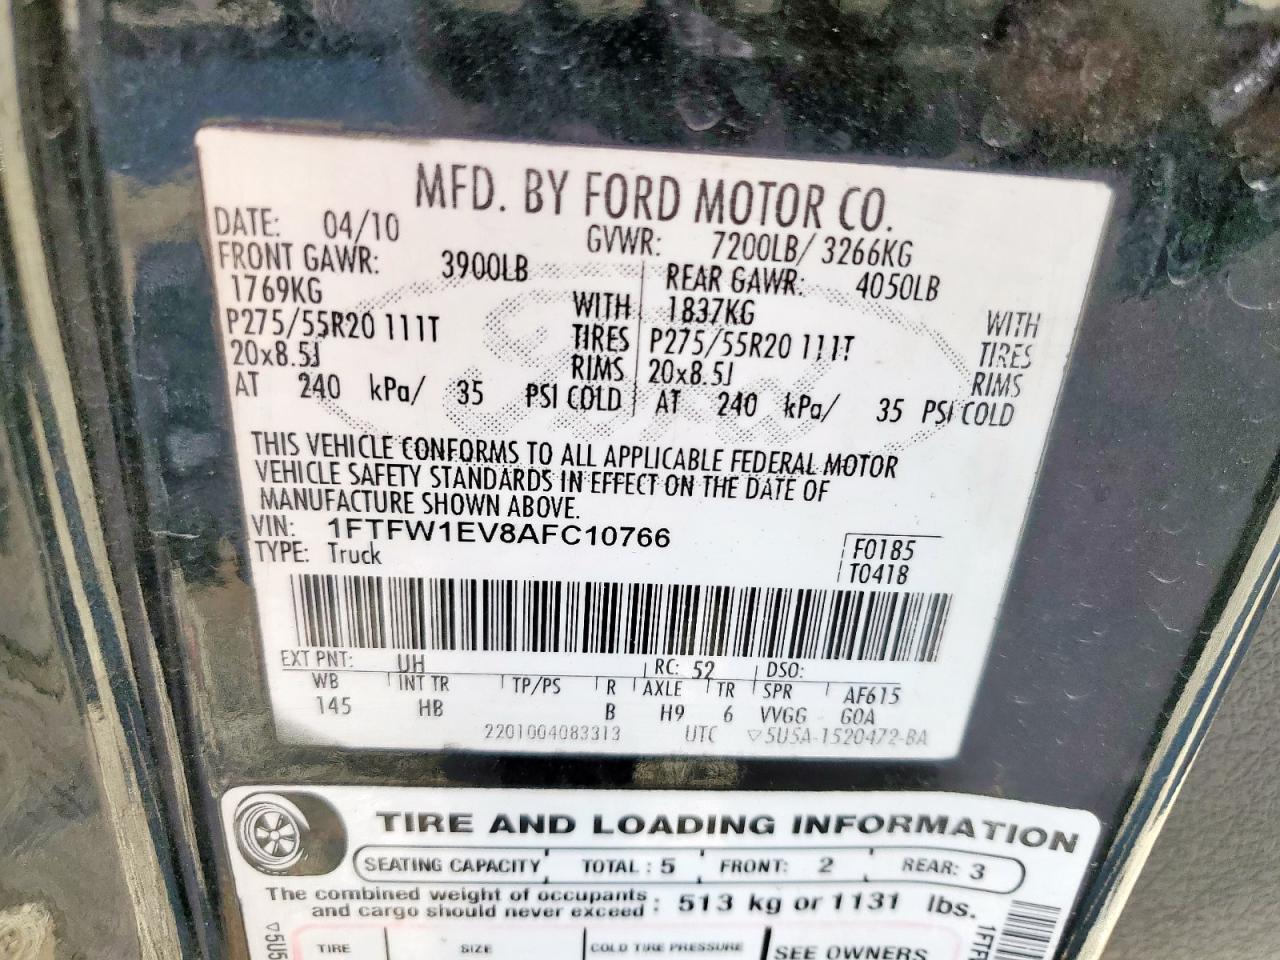 MFD. BY FORD MOTOR CO.
DATE: 04/10 GVWR: 7200LB/ 3266KG
FRONT GAWR: 3900LB REAR GAWR: 4050LB
1769KG WITH 1837KG WITH
P275/55R20 111T TIRES P275/55R20 111T TIRES
20x8.5J RIMS 20x8.5J RIMS
AT 240 kPa/ 35 PSI COLD AT 240 kPa/ 35 PSI COLD
THIS VEHICLE CONFORMS TO ALL APPLICABLE FEDERAL MOTOR
VEHICLE SAFETY STANDARDS IN EFFECT ON THE DATE OF
MANUFACTURE SHOWN ABOVE.
VIN: 1FTFW1EV8AFC10766
TYPE: Truck
F0185
T0418
EXT PNT: UH RC: 52 DSO:
WB INT TR TP/PS R AXLE TR SPR AF615
145 HB B H9 6 VVGG GOA
2201004083313 UTC ▽5U5A-1520472-BA
TIRE AND LOADING INFORMATION
SEATING CAPACITY TOTAL : 5 FRONT: 2 REAR: 3
The combined weight of occupants
and cargo should never exceed : 513 kg or 1131 lbs.
TIRE SIZE COLD TIRE PRESSURE SEE OWNERS
▽5U5
1FTF